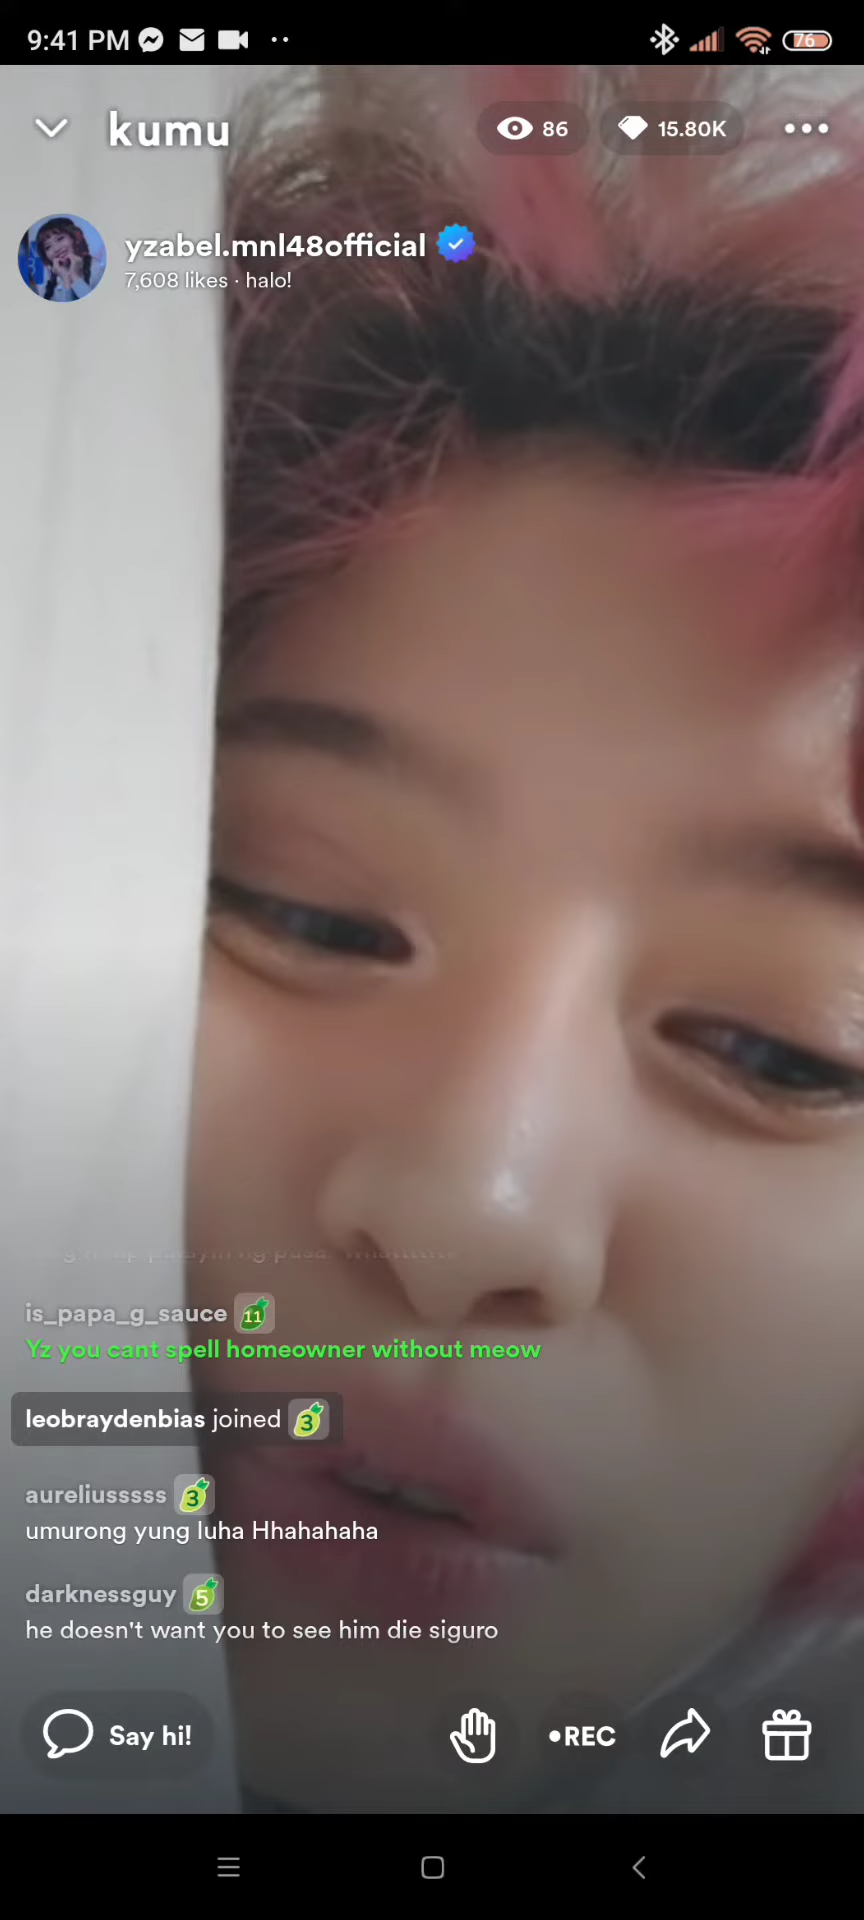 9:41 PM
76
kumu
86
15.80K
yzabel.mnl48official
7,608 likes · halo!
is_papa_g_sauce 11
Yz you cant spell homeowner without meow
leobraydenbias joined 3
aureliusssss 3
umurong yung luha Hhahahaha
darknessguy 5
he doesn't want you to see him die siguro
Say hi!
•REC